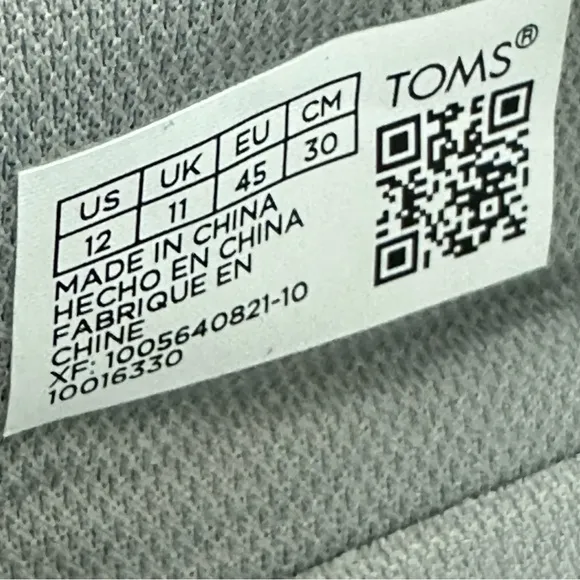 TOMS®
US UK EU CM
12 11 45 30
MADE IN CHINA
HECHO EN CHINA
FABRIQUE EN
CHINE
XF: 1005640821-10
10016330